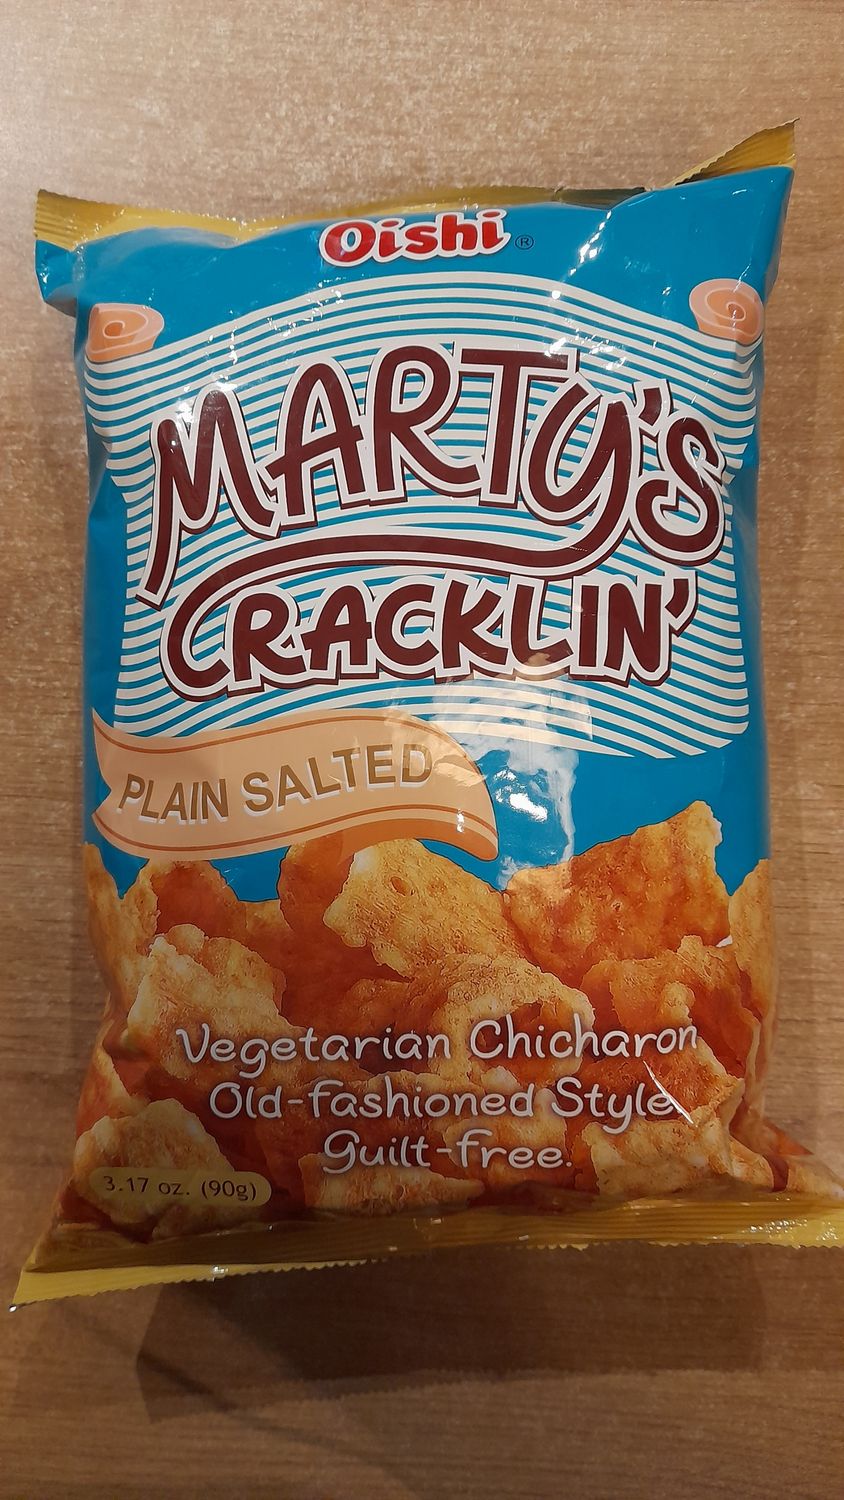 Oishi ®
MARTY'S
CRACKLIN'
PLAIN SALTED
Vegetarian Chicharon
Old-fashioned Style
Guilt-free.
3.17 oz. (90g)